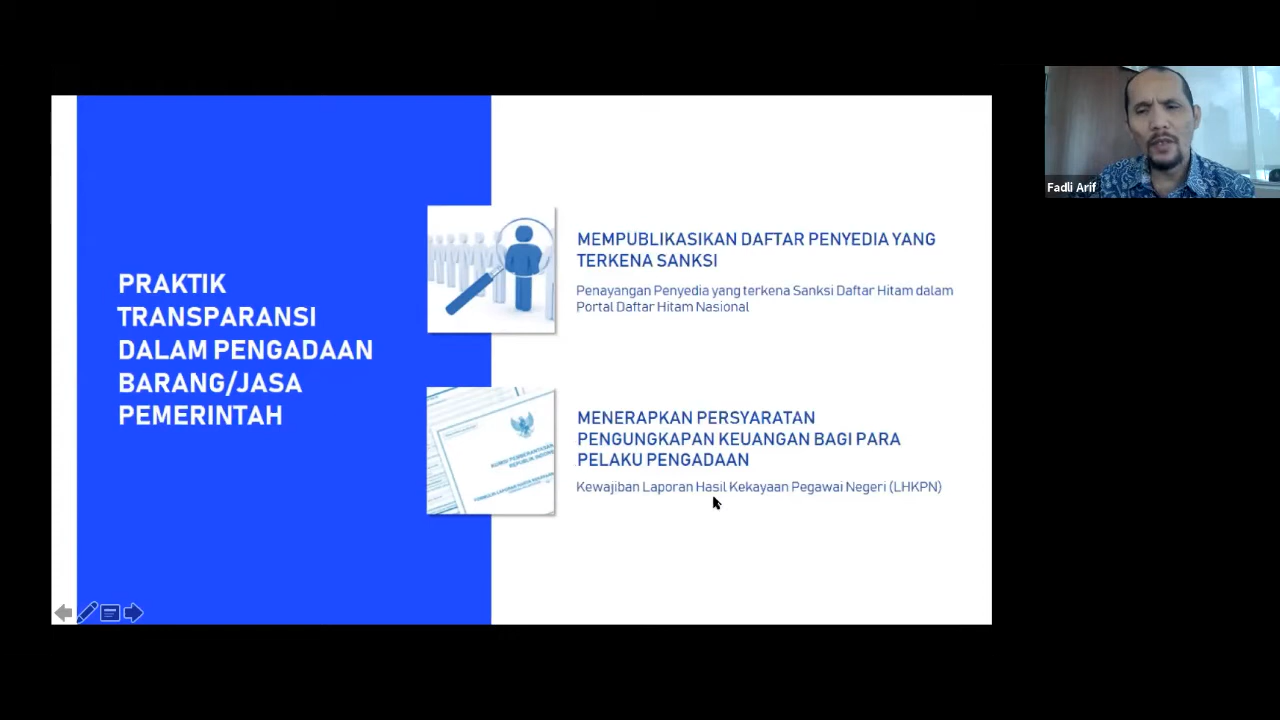 PRAKTIK
TRANSPARANSI
DALAM PENGADAAN
BARANG/JASA
PEMERINTAH
MEMPUBLIKASIKAN DAFTAR PENYEDIA YANG
TERKENA SANKSI
Penayangan Penyedia yang terkena Sanksi Daftar Hitam dalam
Portal Daftar Hitam Nasional
MENERAPKAN PERSYARATAN
PENGUNGKAPAN KEUANGAN BAGI PARA
PELAKU PENGADAAN
Kewajiban Laporan Hasil Kekayaan Pegawai Negeri (LHKPN)
Fadli Arif